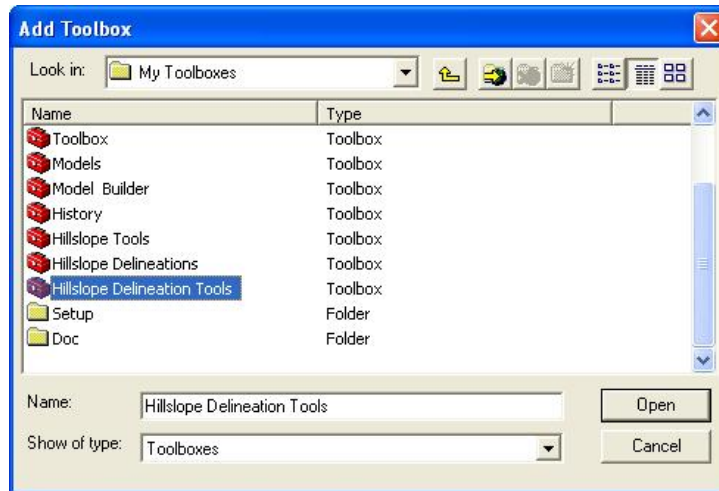 Add Toolbox
Look in: My Toolboxes
Name Type
Toolbox Toolbox
Models Toolbox
Model Builder Toolbox
History Toolbox
Hillslope Tools Toolbox
Hillslope Delineations Toolbox
Hillslope Delineation Tools Toolbox
Setup Folder
Doc Folder
Name: Hillslope Delineation Tools Open
Show of type: Toolboxes Cancel